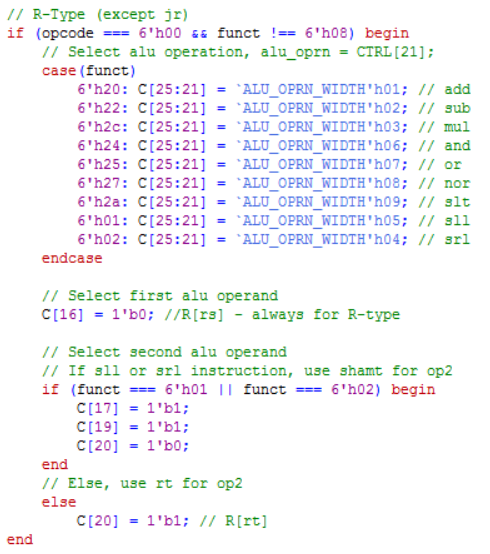 // R-Type (except jr)
if (opcode === 6'h00 && funct !== 6'h08) begin
    // Select alu operation, alu_oprn = CTRL[21];
    case(funct)
        6'h20: C[25:21] = `ALU_OPRN_WIDTH'h01; // add
        6'h22: C[25:21] = `ALU_OPRN_WIDTH'h02; // sub
        6'h2c: C[25:21] = `ALU_OPRN_WIDTH'h03; // mul
        6'h24: C[25:21] = `ALU_OPRN_WIDTH'h06; // and
        6'h25: C[25:21] = `ALU_OPRN_WIDTH'h07; // or
        6'h27: C[25:21] = `ALU_OPRN_WIDTH'h08; // nor
        6'h2a: C[25:21] = `ALU_OPRN_WIDTH'h09; // slt
        6'h01: C[25:21] = `ALU_OPRN_WIDTH'h05; // sll
        6'h02: C[25:21] = `ALU_OPRN_WIDTH'h04; // srl
    endcase

    // Select first alu operand
    C[16] = 1'b0; //R[rs] - always for R-type

    // Select second alu operand
    // If sll or srl instruction, use shamt for op2
    if (funct === 6'h01 || funct === 6'h02) begin
        C[17] = 1'b1;
        C[19] = 1'b1;
        C[20] = 1'b0;
    end
    // Else, use rt for op2
    else
        C[20] = 1'b1; // R[rt]
end